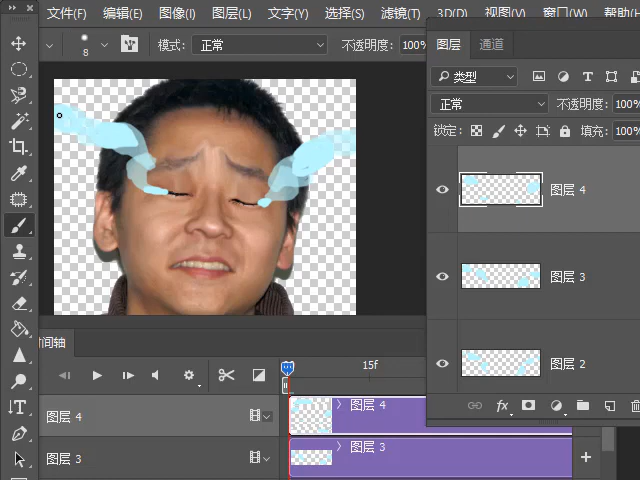 文件(F) 编辑(E) 图像(I) 图层(L) 文字(Y) 选择(S) 滤镜(T) 3D(D) 视图(V) 窗口(W) 帮助(H)
8 模式: 正常 不透明度: 100%
图层 通道
类型
正常 不透明度: 100%
锁定: 填充: 100%
图层 4
图层 3
图层 2
fx
时间轴
15f
图层 4 图层 4
图层 3 图层 3